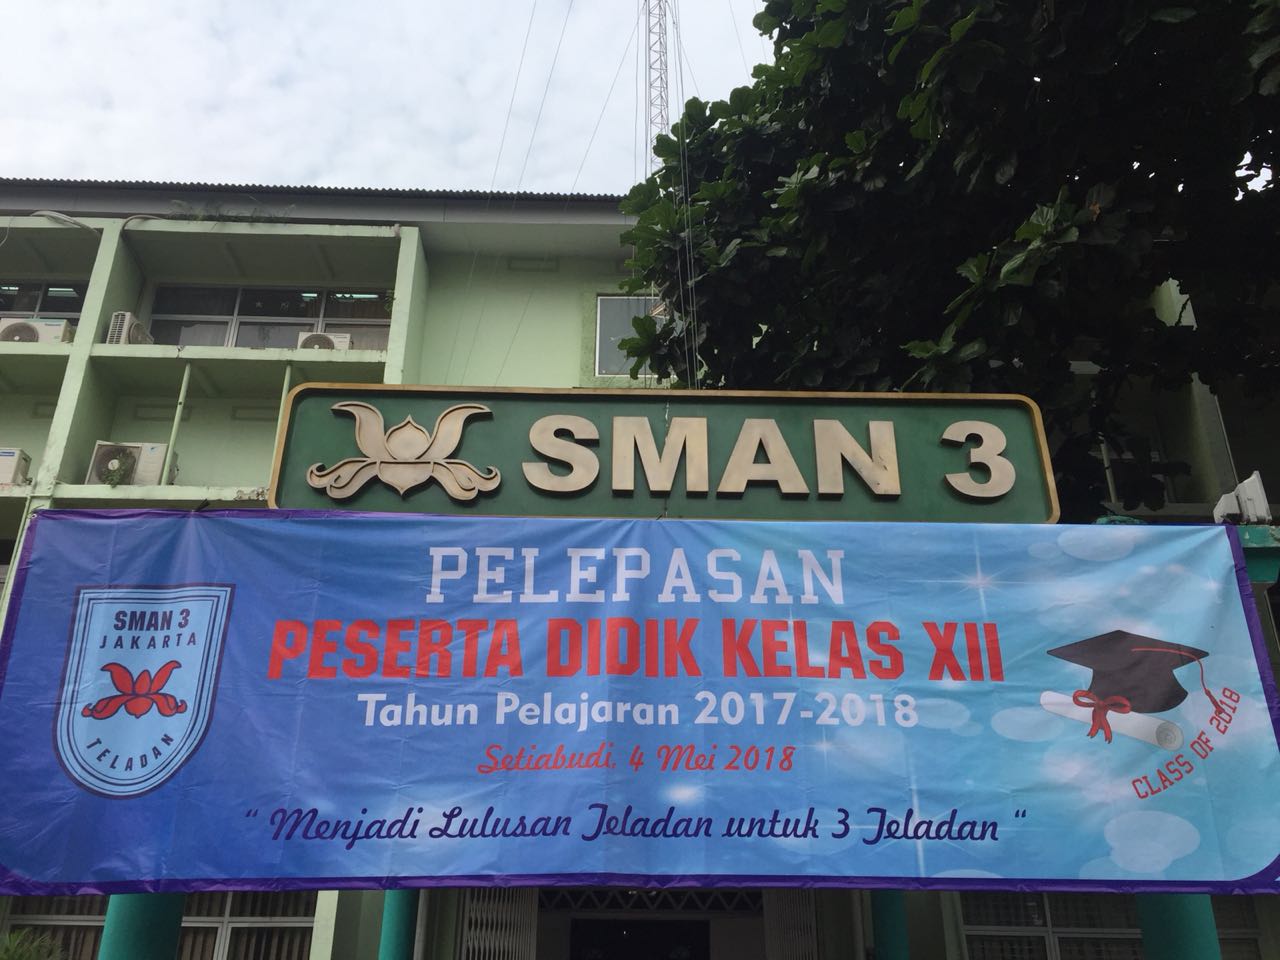 SMAN 3
PELEPASAN
PESERTA DIDIK KELAS XII
Tahun Pelajaran 2017-2018
Setiabudi, 4 Mei 2018
" Menjadi Lulusan Teladan untuk 3 Teladan "
SMAN 3
JAKARTA
TELADAN
CLASS OF 2018